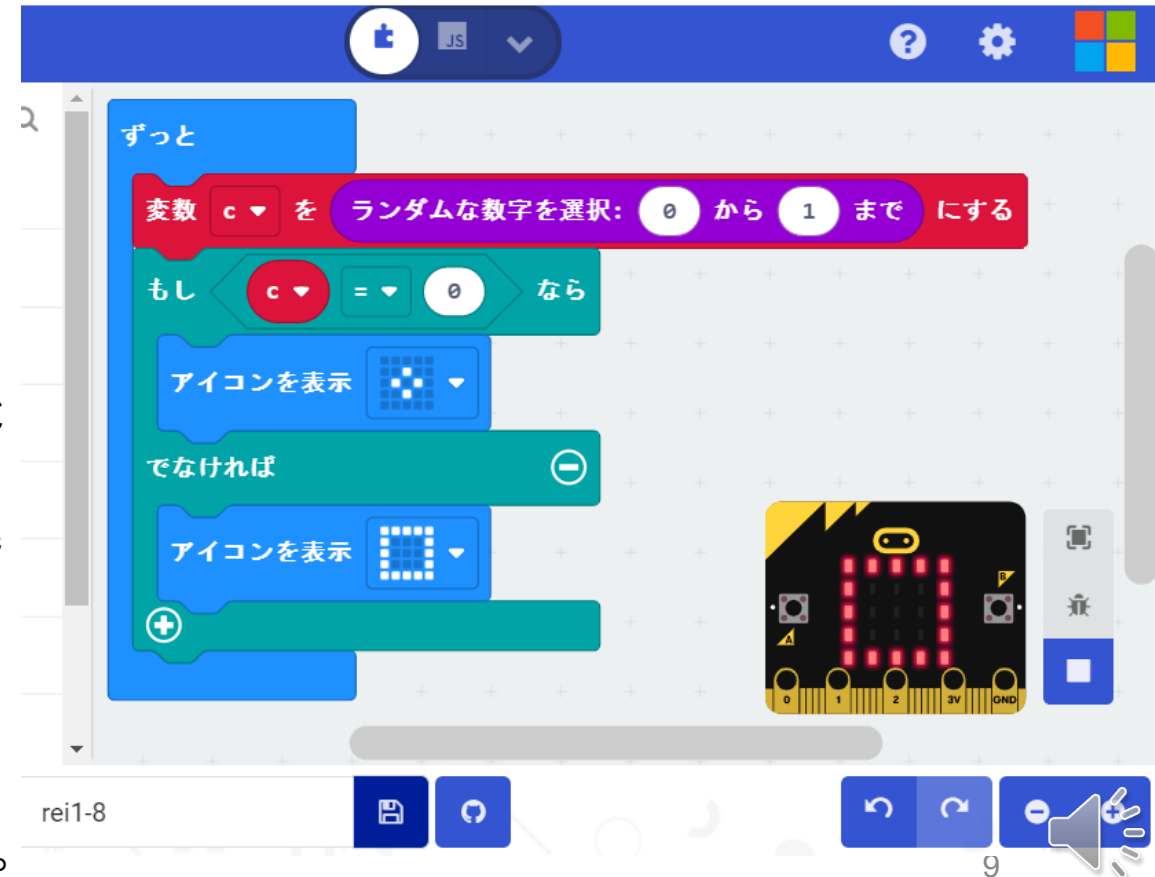 JS
ずっと
変数 c を ランダムな数字を選択: 0 から 1 まで にする
もし c = 0 なら
アイコンを表示
でなければ
アイコンを表示
A B
0 1 2 3V GND
rei1-8
9